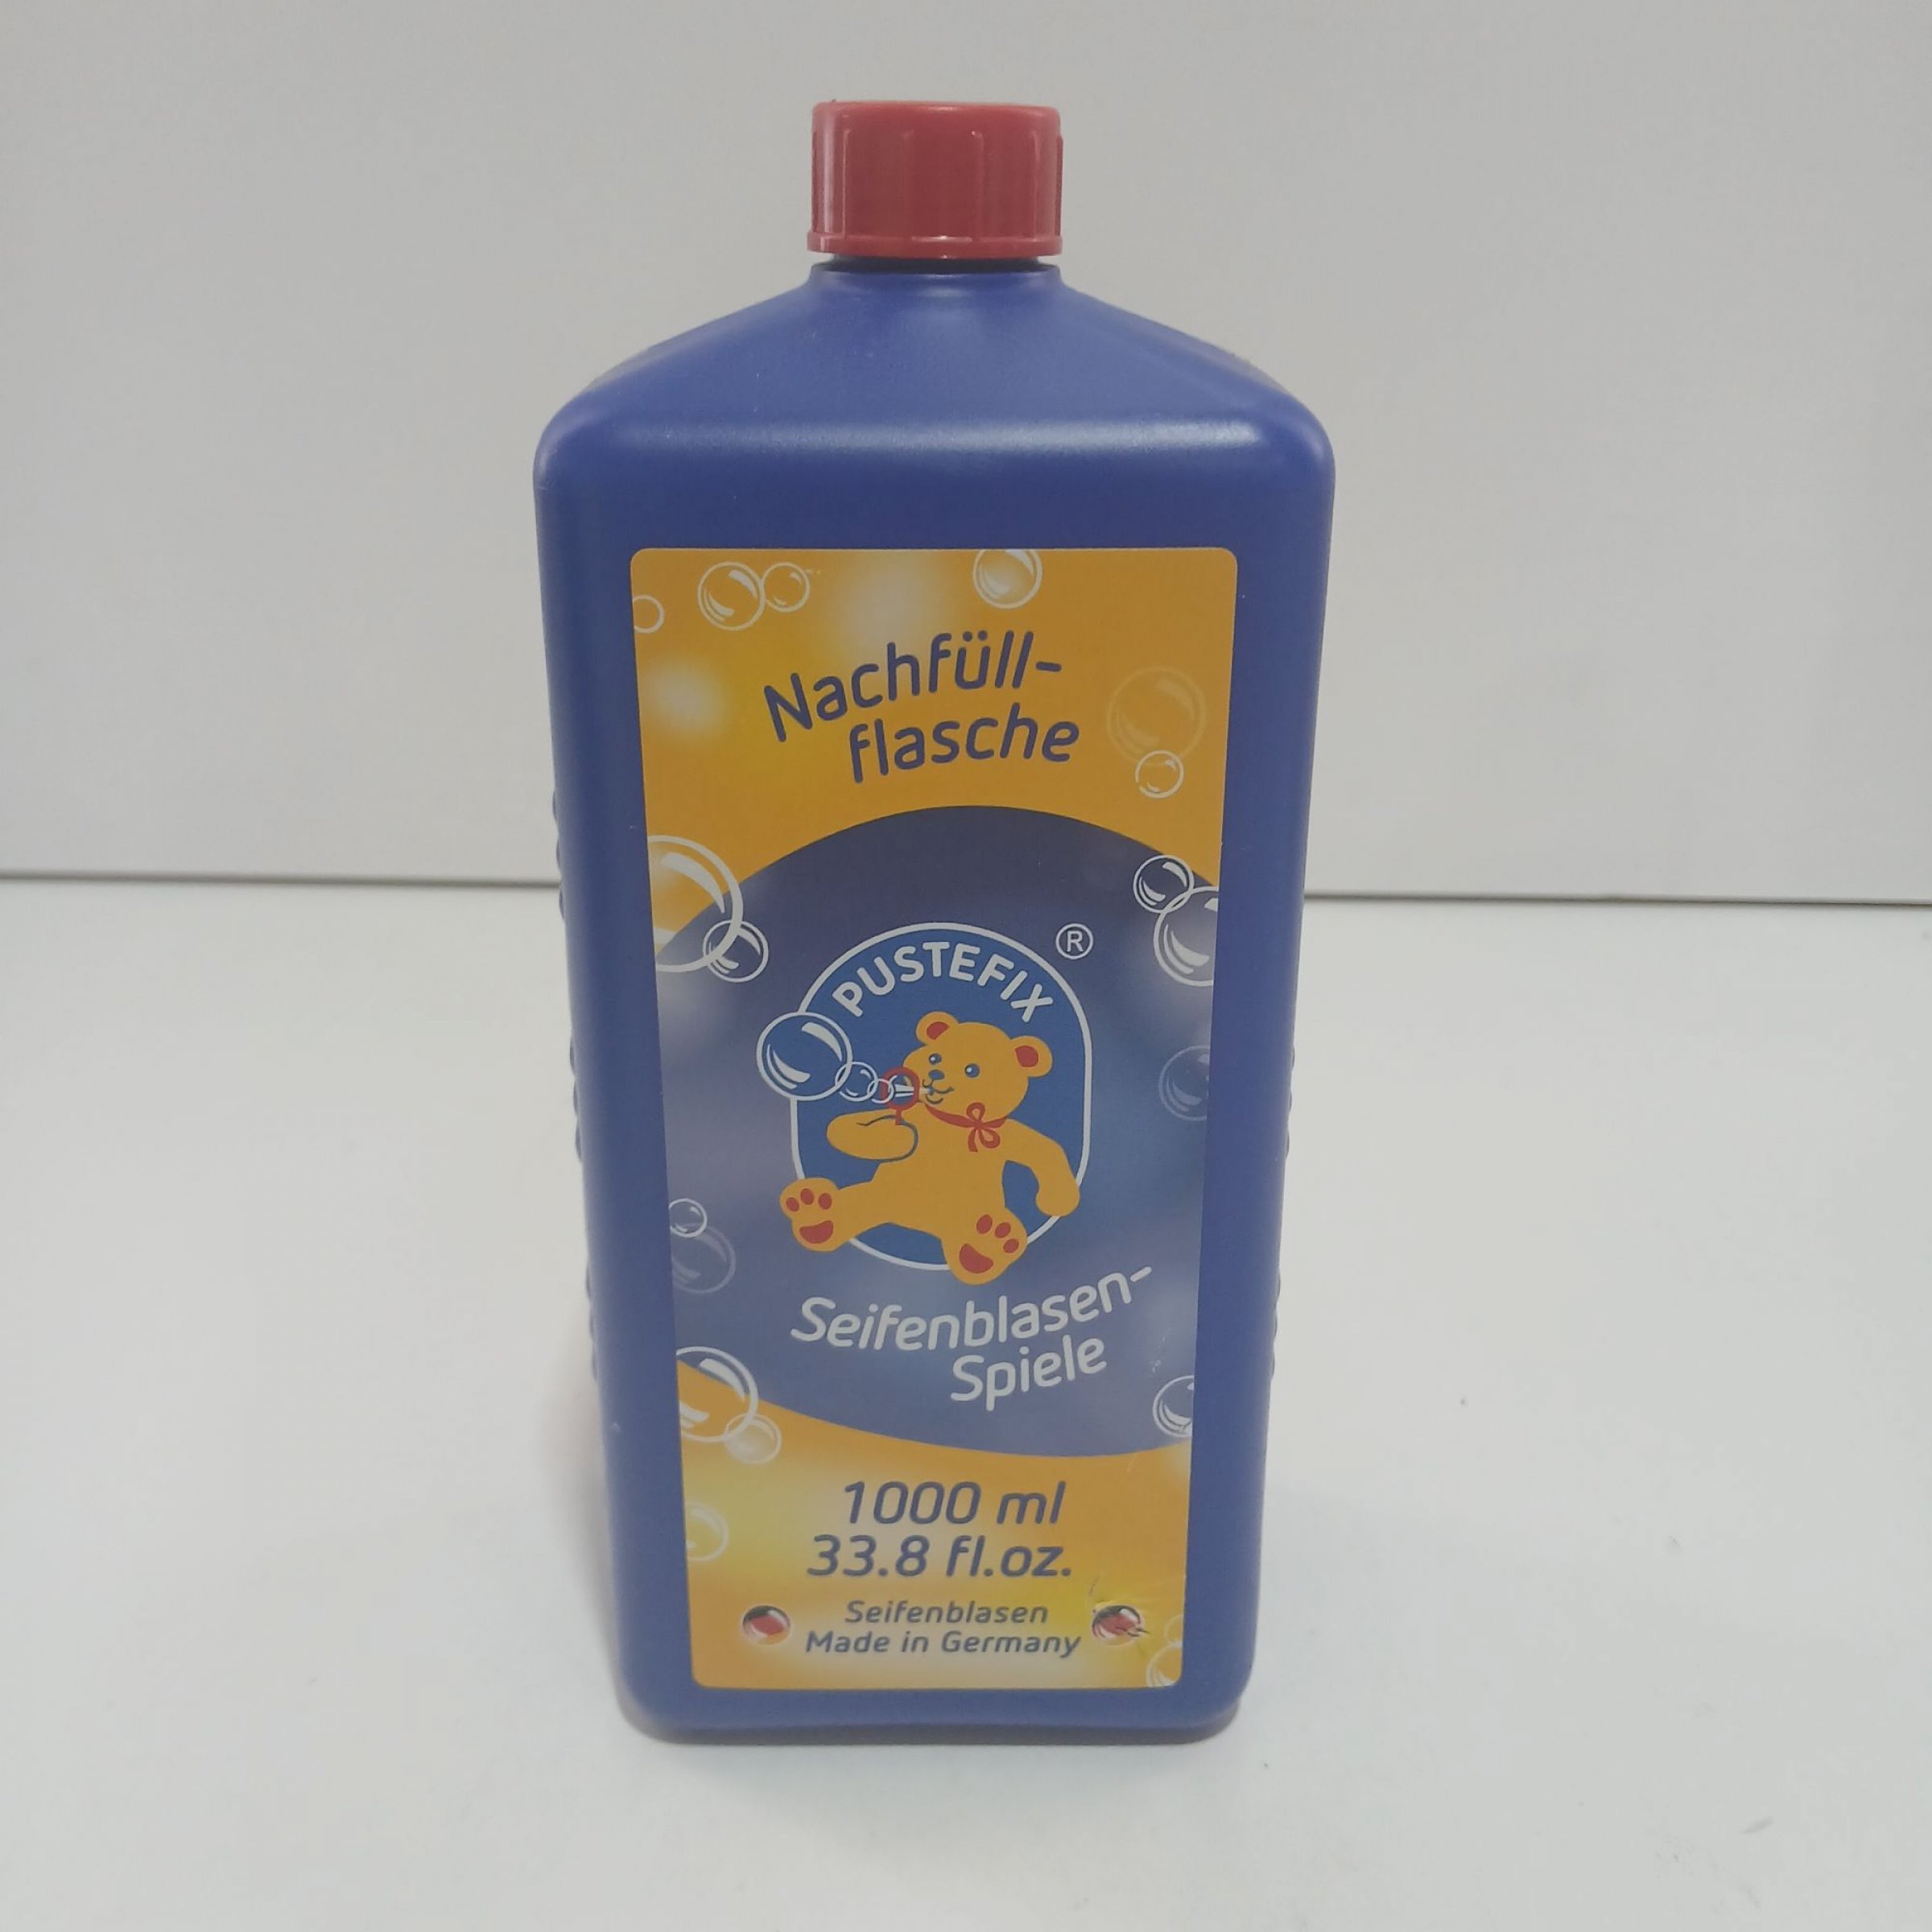 Nachfüll-
flasche
PUSTEFIX ®
Seifenblasen-
Spiele
1000 ml
33.8 fl.oz.
Seifenblasen
Made in Germany